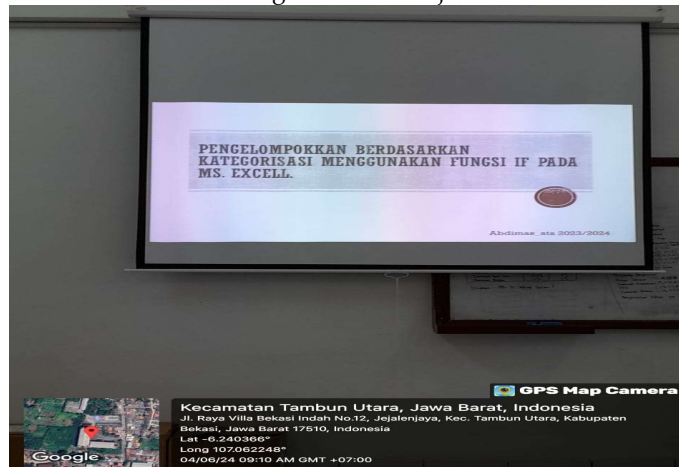 PENGELOMPOKKAN BERDASARKAN
KATEGORISASI MENGGUNAKAN FUNGSI IF PADA
MS. EXCELL.
Abdimas_sta 2023/2024
GPS Map Camera
Kecamatan Tambun Utara, Jawa Barat, Indonesia
Jl. Raya Villa Bekasi Indah No.12, Jejalenjaya, Kec. Tambun Utara, Kabupaten
Bekasi, Jawa Barat 17510, Indonesia
Lat -6.240366°
Long 107.062248°
04/06/24 09:10 AM GMT +07:00
Google